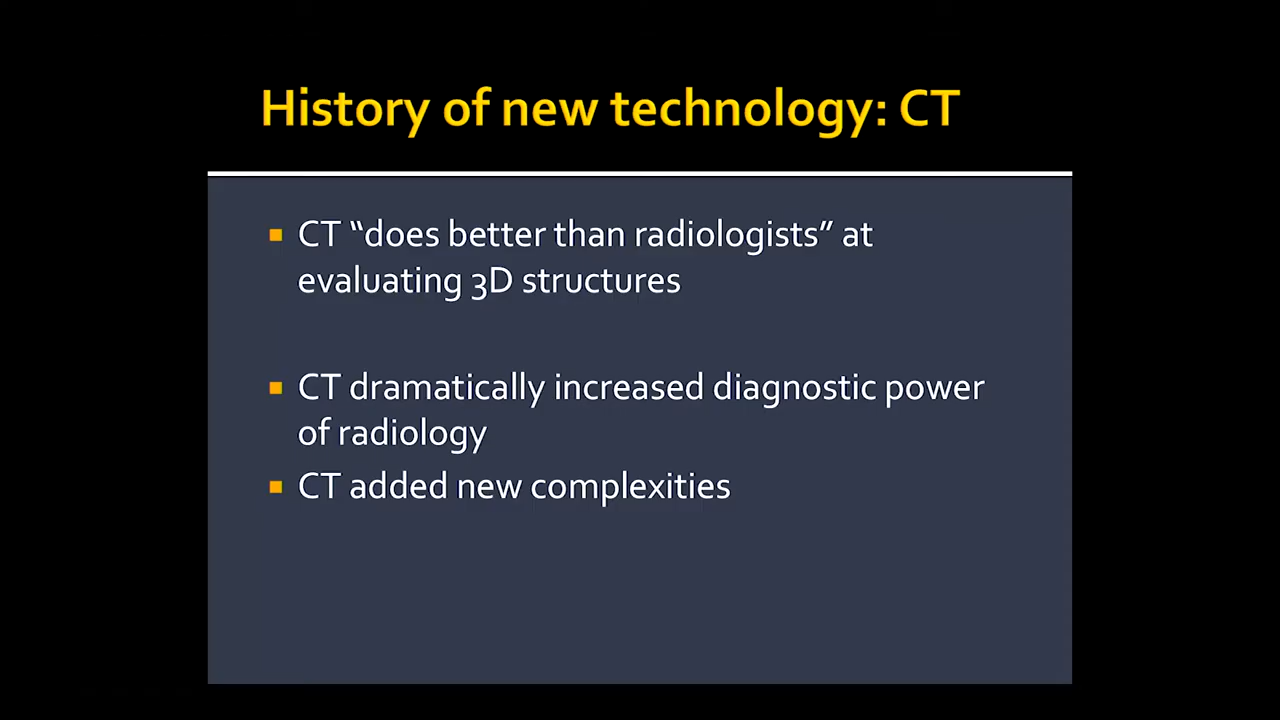 History of new technology: CT
CT “does better than radiologists” at
evaluating 3D structures
CT dramatically increased diagnostic power
of radiology
CT added new complexities